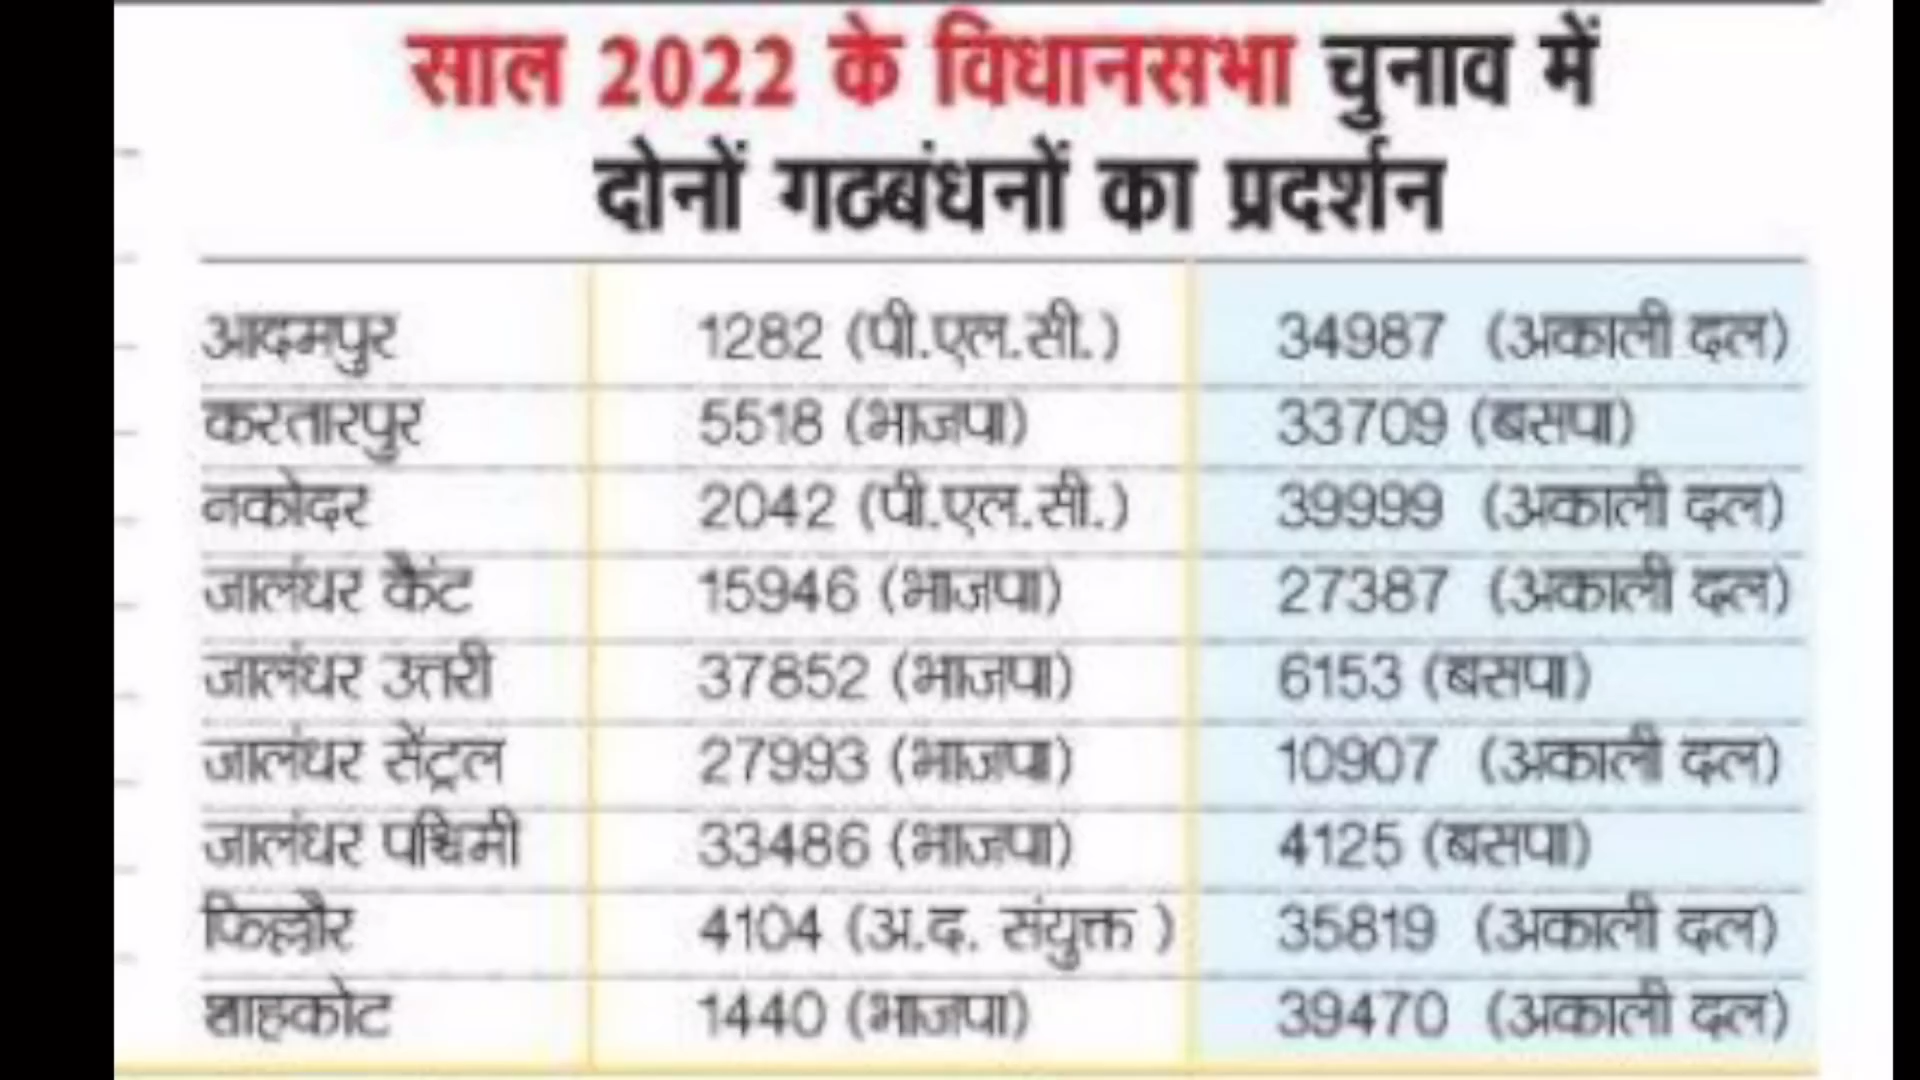 साल 2022 के विधानसभा चुनाव में
दोनों गठबंधनों का प्रदर्शन
आदमपुर 1282 (पी.एल.सी.) 34987 (अकाली दल)
करतारपुर 5518 (भाजपा) 33709 (बसपा)
नकोदर 2042 (पी.एल.सी.) 39999 (अकाली दल)
जालंधर कैंट 15946 (भाजपा) 27387 (अकाली दल)
जालंधर उत्तरी 37852 (भाजपा) 6153 (बसपा)
जालंधर सेंट्रल 27993 (भाजपा) 10907 (अकाली दल)
जालंधर पश्चिमी 33486 (भाजपा) 4125 (बसपा)
फिल्लौर 4104 (अ.द. संयुक्त ) 35819 (अकाली दल)
शाहकोट 1440 (भाजपा) 39470 (अकाली दल)